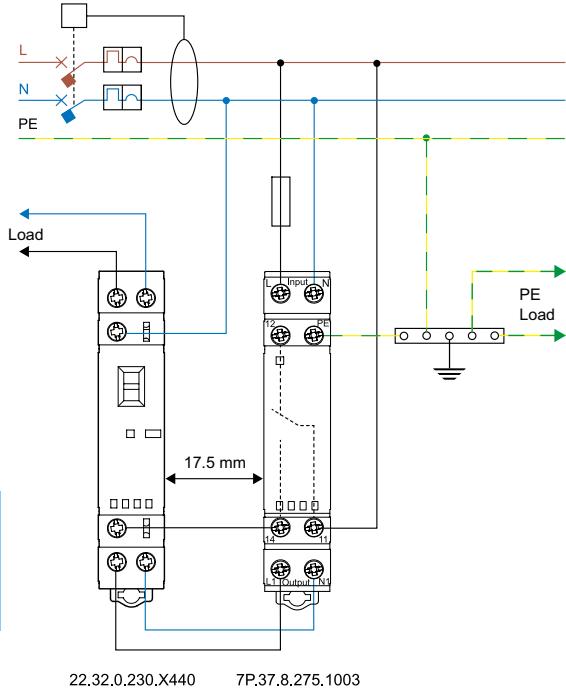 L
N
PE
Load
L Input N
12 PE
PE
Load
17.5 mm
14 11
L1 Output N1
22.32.0.230.X440 7P.37.8.275.1003